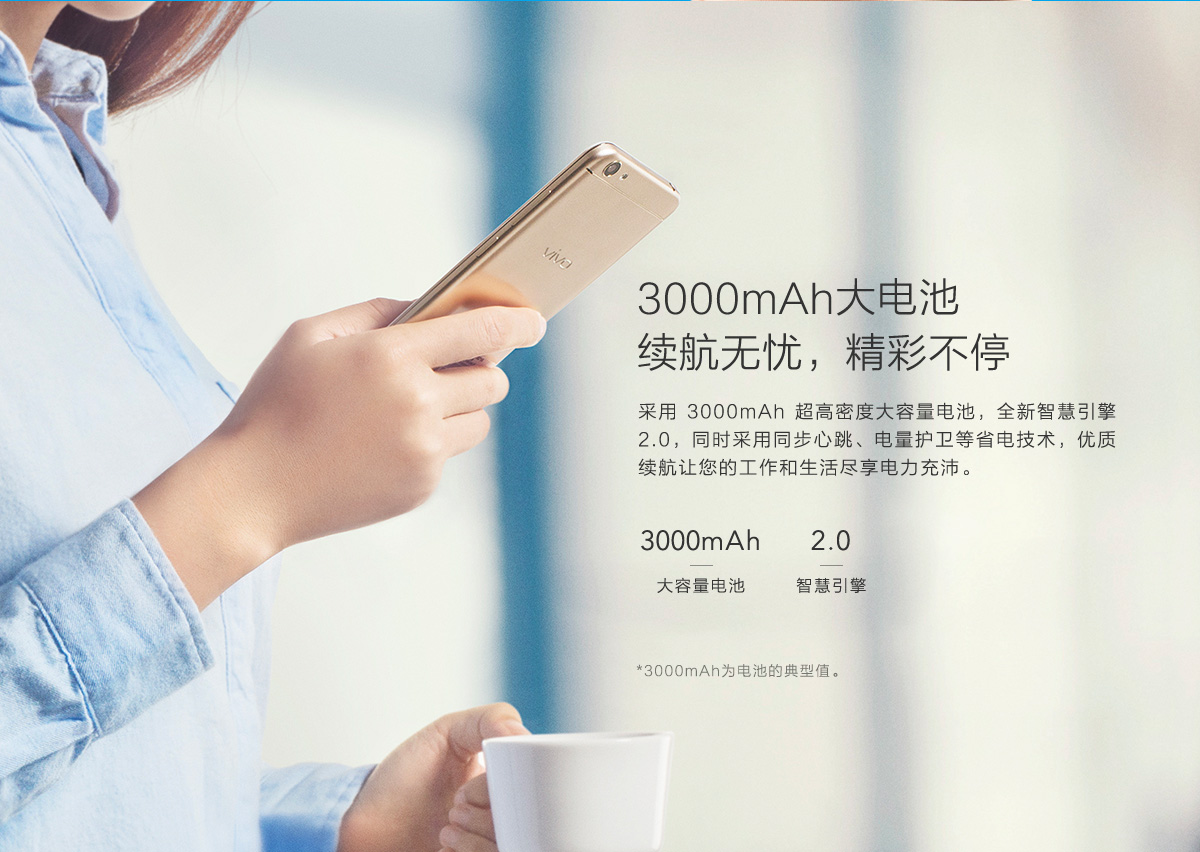 vivo
3000mAh大电池
续航无忧，精彩不停
采用 3000mAh 超高密度大容量电池，全新智慧引擎
2.0，同时采用同步心跳、电量护卫等省电技术，优质
续航让您的工作和生活尽享电力充沛。
3000mAh 2.0
大容量电池 智慧引擎
*3000mAh为电池的典型值。